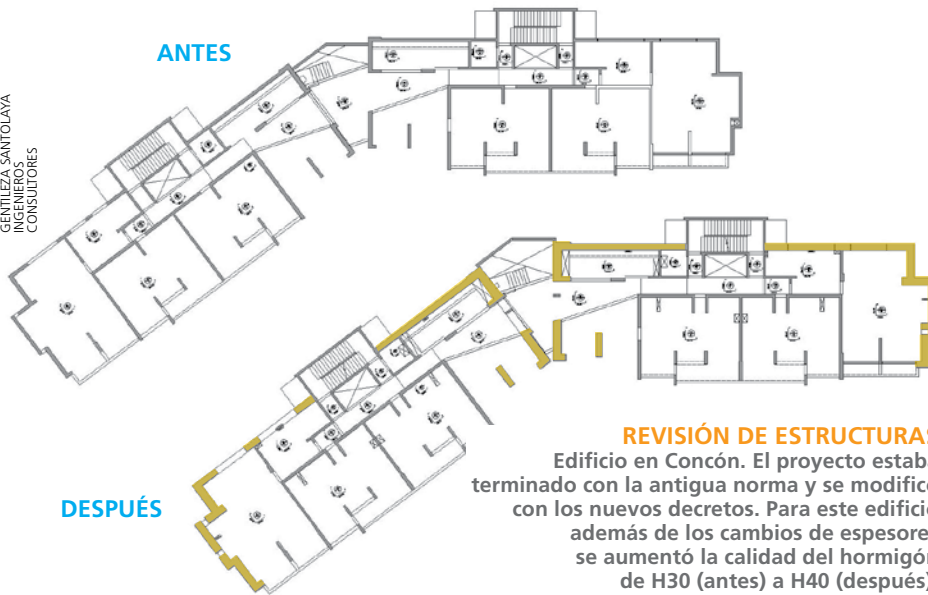 ANTES
GENTILEZA SANTOLAYA
INGENIEROS
CONSULTORES
DESPUÉS
REVISIÓN DE ESTRUCTURAS
Edificio en Concón. El proyecto estaba
terminado con la antigua norma y se modificó
con los nuevos decretos. Para este edificio
además de los cambios de espesores
se aumentó la calidad del hormigón
de H30 (antes) a H40 (después)